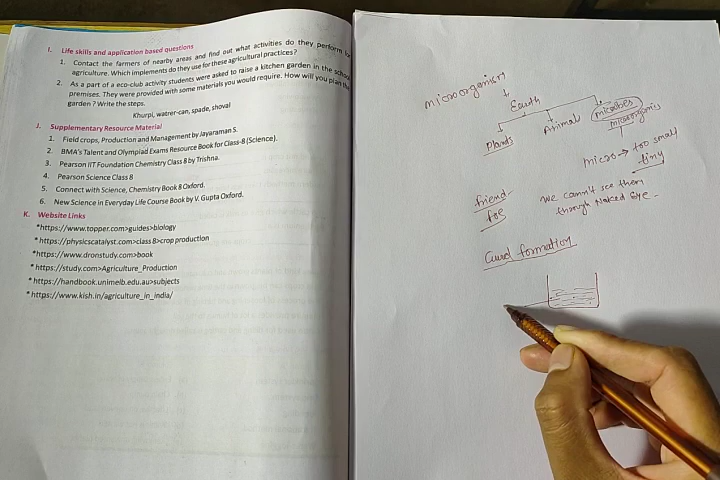 I. Life skills and application based questions
1. Contact the farmers of nearby areas and find out what activities do they perform
agriculture. Which implements do they use for these agricultural practices?
2. As a part of a eco-club activity students were asked to raise a kitchen garden in the school
premises. They were provided with some materials you would require. How will you plan the
garden ? Write the steps.
Khurpi, watrer-can, spade, shoval
J. Supplementary Resource Material
1. Field crops, Production and Management by Jayaraman S.
2. BMA's Talent and Olympiad Exams Resource Book for Class-8 (Science).
3. Pearson IIT Foundation Chemistry Class 8 by Trishna.
4. Pearson Science Class 8
5. Connect with Science, Chemistry Book 8 Oxford.
6. New Science in Everyday Life Course Book by V. Gupta Oxford.
K. Website Links
*https://www.topper.com>guides>biology
*https://physicscatalyst.com>class 8>crop production
*https://www.dronstudy.com>book
*https://study.com>Agriculture_Production
*https://handbook.unimelb.edu.au>subjects
*https://www.kish.in/agriculture_in_india/
microorganism
Earth
Plants Animal microbes
microorganis
micro → too small
tiny
friend
foe
we cann't see them
through Naked Eye -
Curd formation